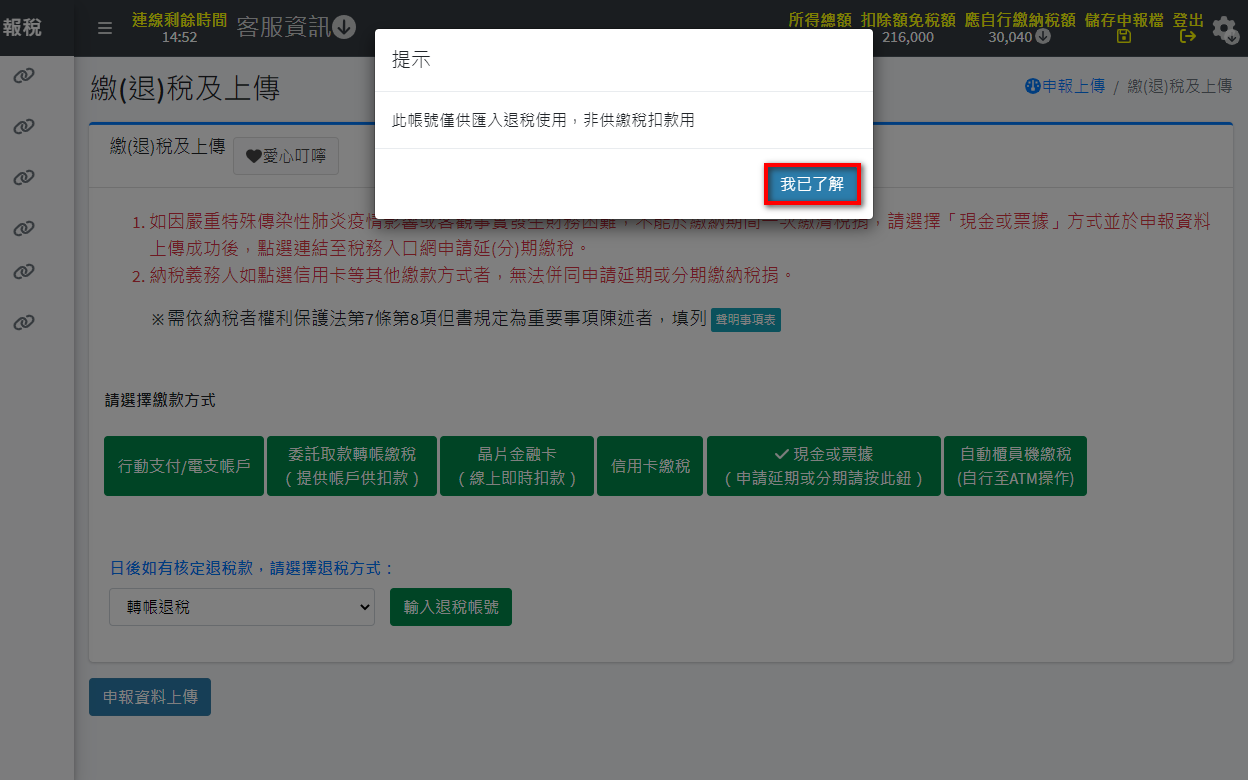 報稅
連線剩餘時間
14:52
客服資訊
所得總額 扣除額免稅額 應自行繳納稅額 儲存申報檔 登出
216,000 30,040
提示
此帳號僅供匯入退稅使用，非供繳稅扣款用
我已了解
繳(退)稅及上傳
申報上傳 / 繳(退)稅及上傳
繳(退)稅及上傳
愛心叮嚀
1. 如因嚴重特殊傳染性肺炎疫情影響或客觀事實發生財務困難，不能於繳納期間一次繳清稅捐，請選擇「現金或票據」方式並於申報資料
上傳成功後，點選連結至稅務入口網申請延(分)期繳稅。
2. 納稅義務人如點選信用卡等其他繳款方式者，無法併同申請延期或分期繳納稅捐。
※需依納稅者權利保護法第7條第8項但書規定為重要事項陳述者，填列 聲明事項表
請選擇繳款方式
行動支付/電支帳戶
委託取款轉帳繳稅
（提供帳戶供扣款）
晶片金融卡
（線上即時扣款）
信用卡繳稅
現金或票據
（申請延期或分期請按此鈕）
自動櫃員機繳稅
(自行至ATM操作)
日後如有核定退稅款，請選擇退稅方式：
轉帳退稅
輸入退稅帳號
申報資料上傳